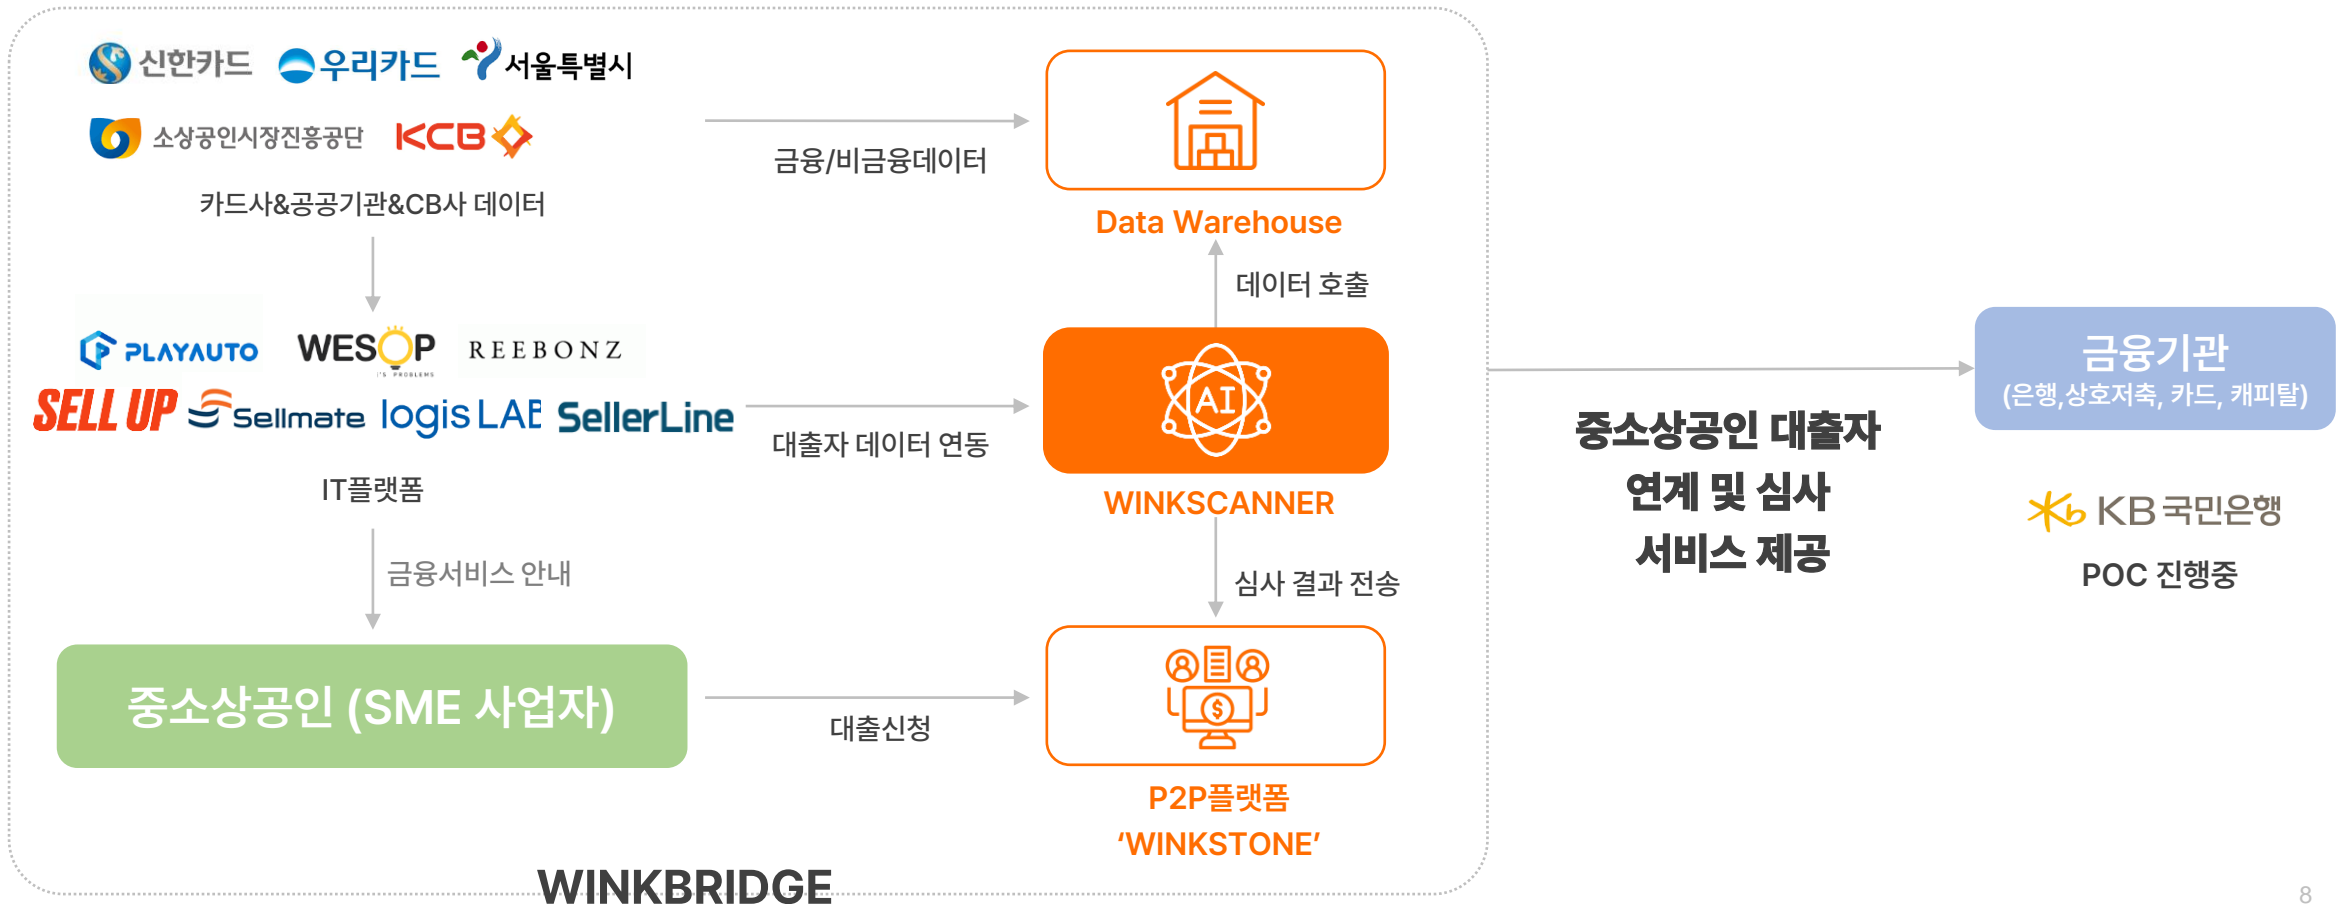 신한카드 우리카드 서울특별시
소상공인시장진흥공단 KCB
카드사&공공기관&CB사 데이터
금융/비금융데이터
Data Warehouse
데이터 호출
PLAYAUTO WESOP REEBONZ
IT'S PROBLEMS
SELL UP Sellmate logis LAB SellerLine
IT플랫폼
대출자 데이터 연동
AI
WINKSCANNER
금융서비스 안내
심사 결과 전송
중소상공인 (SME 사업자)
대출신청
$
P2P플랫폼
‘WINKSTONE’
WINKBRIDGE
중소상공인 대출자
연계 및 심사
서비스 제공
금융기관
(은행,상호저축, 카드, 캐피탈)
KB 국민은행
POC 진행중
8